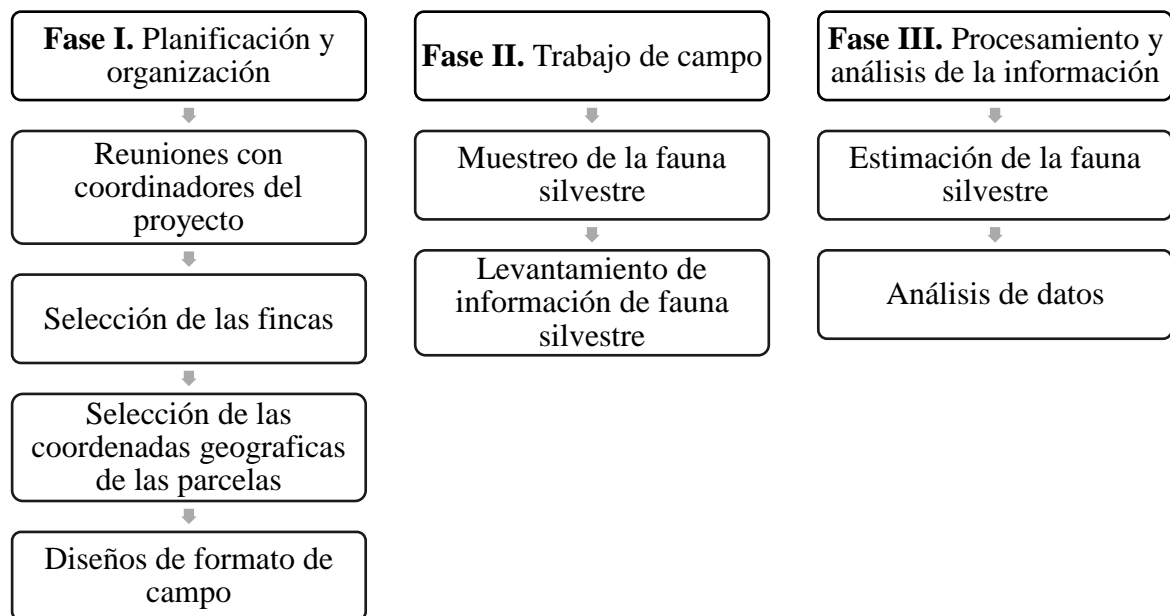 Fase I. Planificación y
organización
Reuniones con
coordinadores del
proyecto
Selección de las fincas
Selección de las
coordenadas geograficas
de las parcelas
Diseños de formato de
campo
Fase II. Trabajo de campo
Muestreo de la fauna
silvestre
Levantamiento de
información de fauna
silvestre
Fase III. Procesamiento y
análisis de la información
Estimación de la fauna
silvestre
Análisis de datos